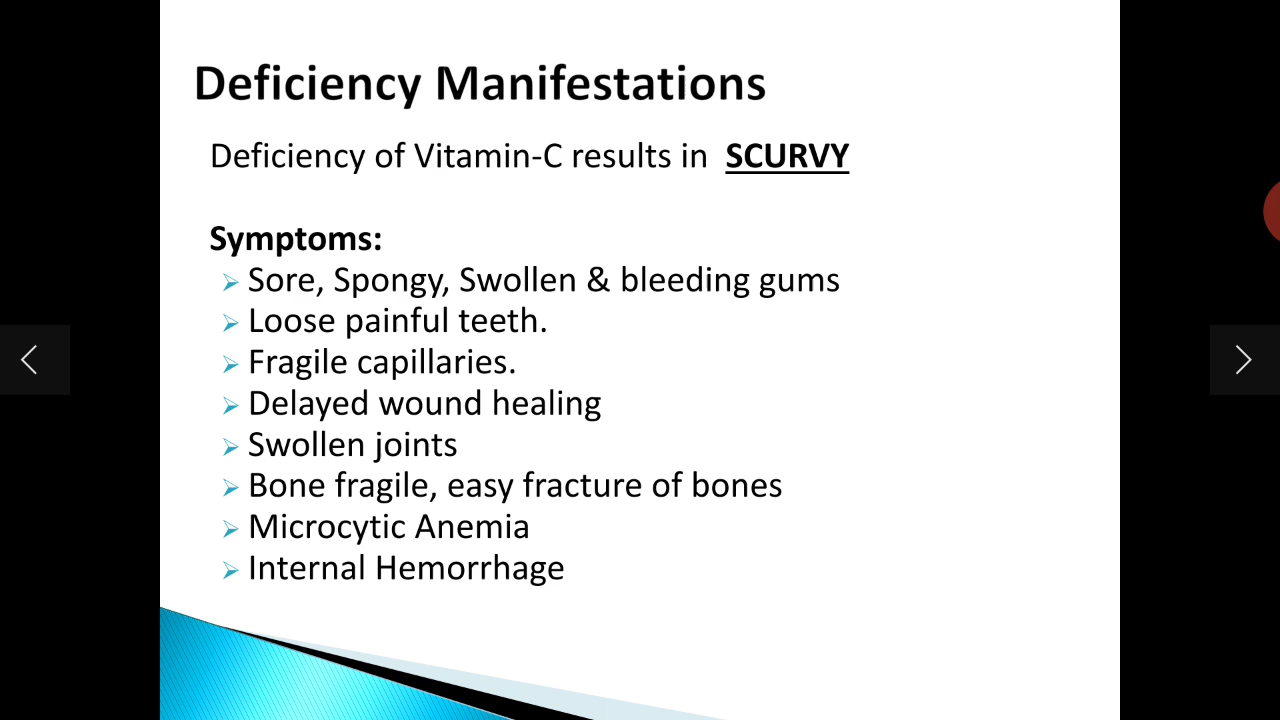 Deficiency Manifestations
Deficiency of Vitamin-C results in SCURVY
Symptoms:
Sore, Spongy, Swollen & bleeding gums
Loose painful teeth.
Fragile capillaries.
Delayed wound healing
Swollen joints
Bone fragile, easy fracture of bones
Microcytic Anemia
Internal Hemorrhage